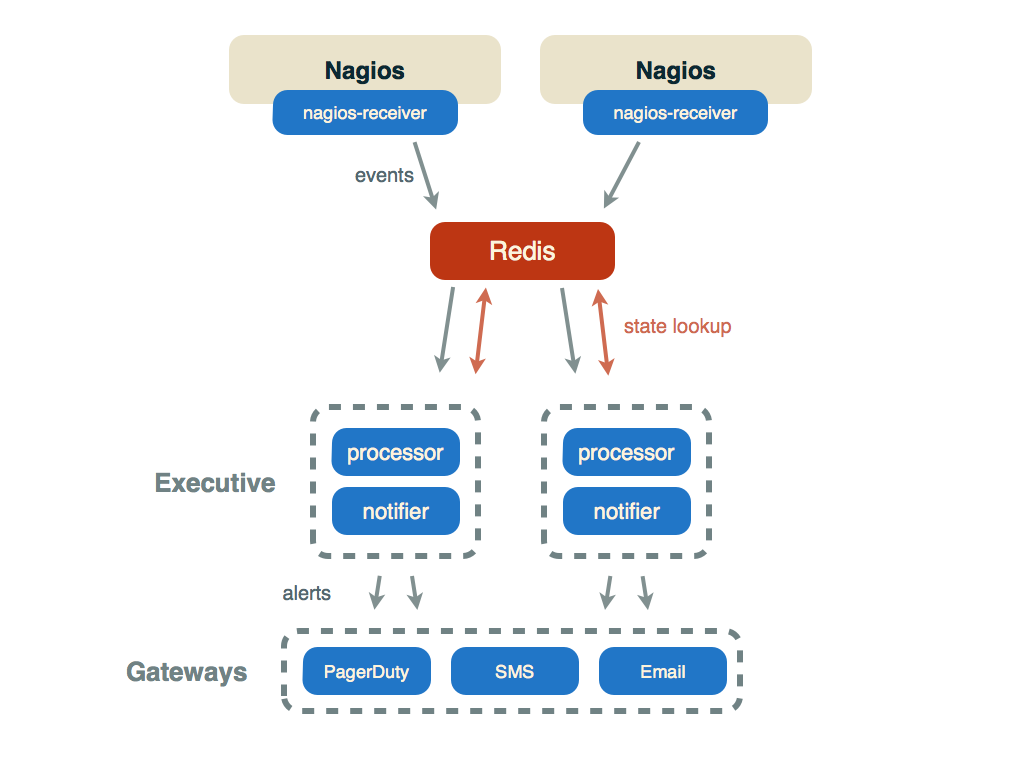 Nagios
Nagios
nagios-receiver
nagios-receiver
events
Redis
state lookup
processor
processor
Executive
notifier
notifier
alerts
Gateways
PagerDuty
SMS
Email